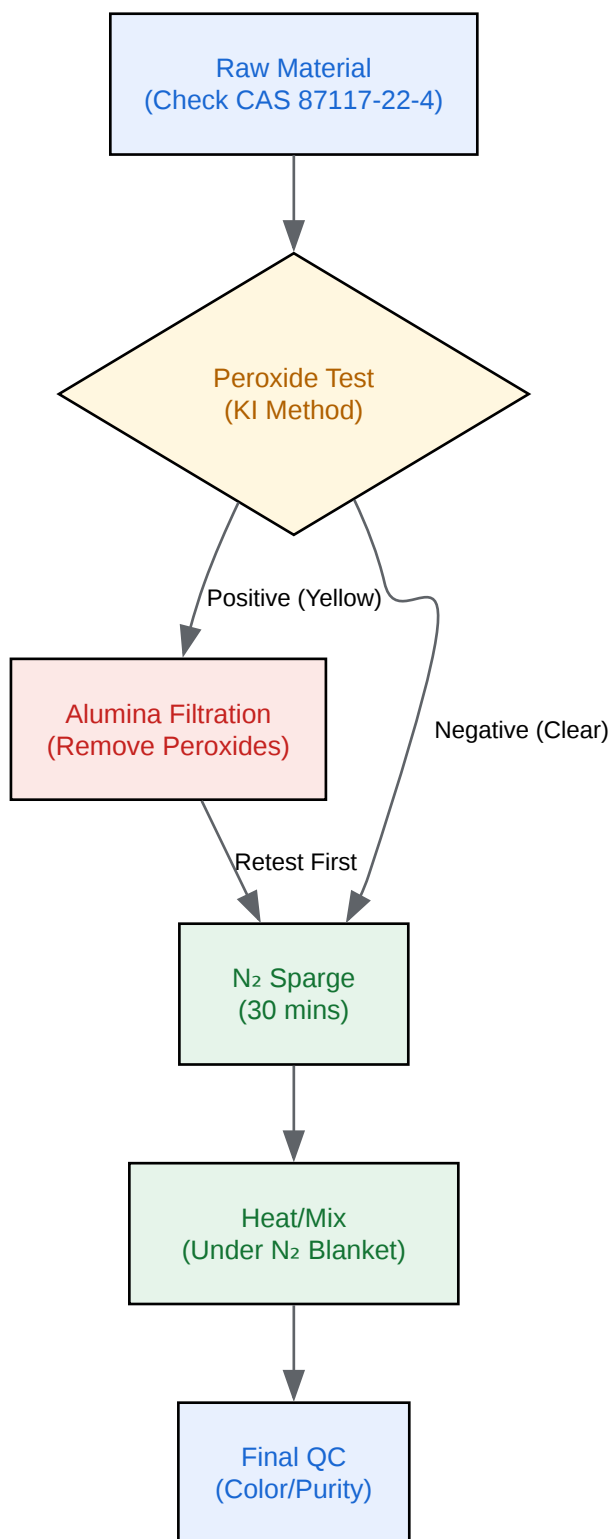 Raw Material
(Check CAS 87117-22-4)
Peroxide Test
(KI Method)
Positive (Yellow)
Alumina Filtration
(Remove Peroxides)
Negative (Clear)
Retest First
N₂ Sparge
(30 mins)
Heat/Mix
(Under N₂ Blanket)
Final QC
(Color/Purity)